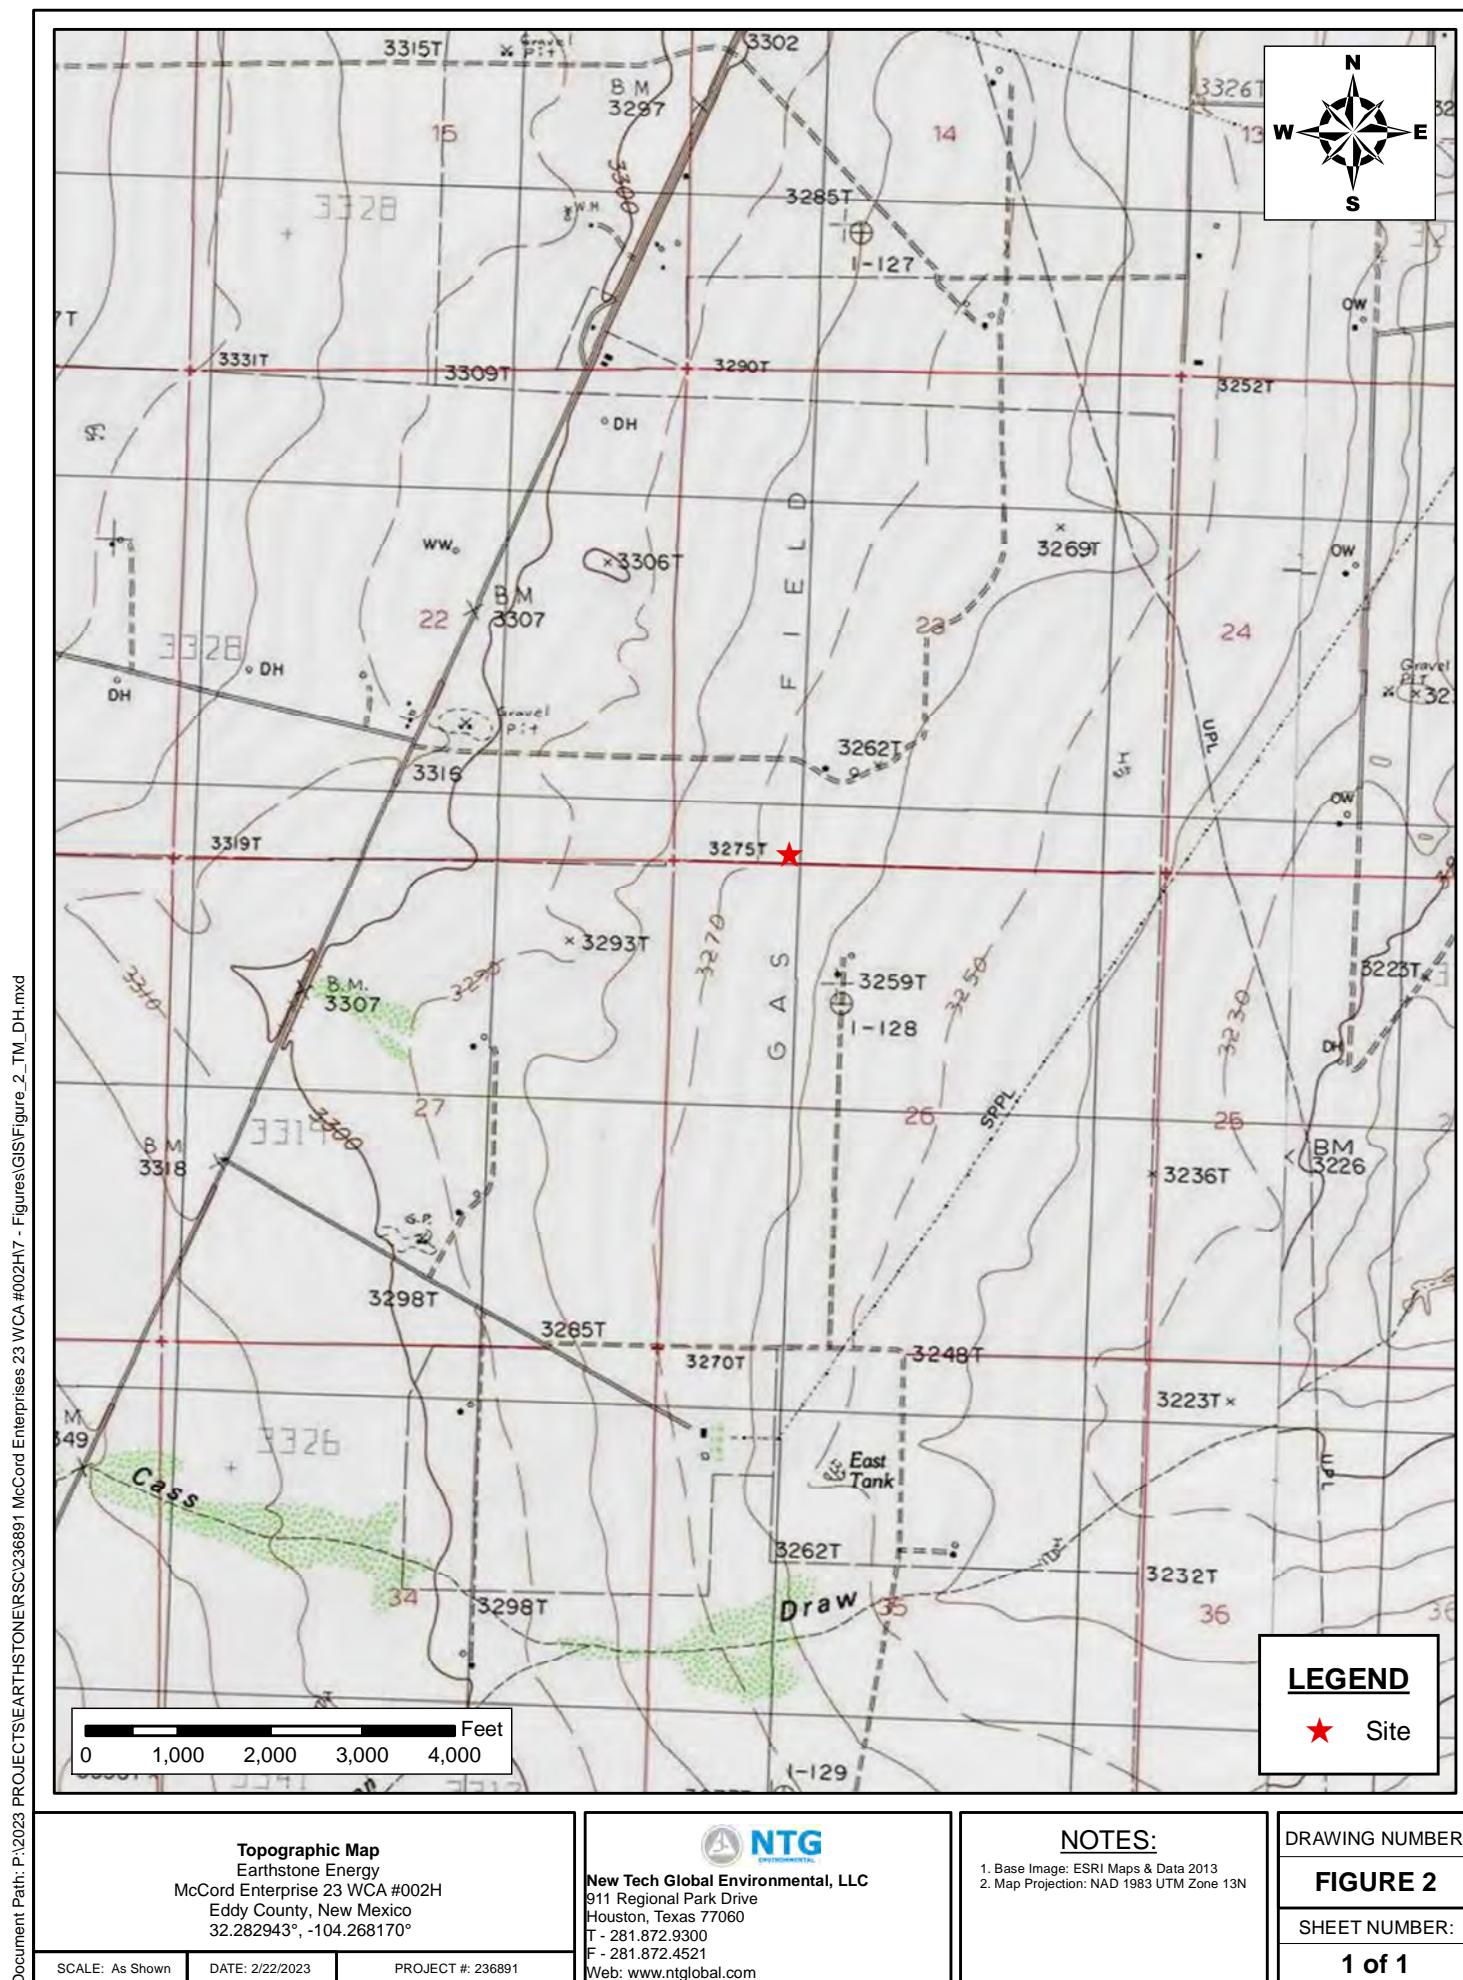 3315T
Gravel
Pit
3302
B M
3297
15
14
13
3326T
N
W
E
S
3300
3328
W.M.
3285T
1-127
OW
3331T
3309T
3290T
3252T
DH
WW
3306T
3269T
OW
B M
3307
22
23
24
3328
DH
DH
FIELD
Gravel
Pit
Gravel
Pit
3316
3262T
UPL
OW
3319T
3275T
3293T
3270
3310
3290
B.M.
3307
GAS
3259T
1-128
3250
3230
3223T
DH
27
26
25
3300
SPPL
B M
3318
BM
3226
3236T
G.P.
3298T
3285T
3270T
3248T
3223T
M
349
3326
Cass
East
Tank
UPL
3262T
3232T
34
3298T
Draw
35
36
1-129
Feet
0 1,000 2,000 3,000 4,000
LEGEND
Site
Document Path: P:\2023 PROJECTS\EARTHSTONE\RSC\236891 McCord Enterprises 23 WCA #002H\7 - Figures\GIS\Figure_2_TM_DH.mxd
Topographic Map
Earthstone Energy
McCord Enterprise 23 WCA #002H
Eddy County, New Mexico
32.282943°, -104.268170°
SCALE: As Shown
DATE: 2/22/2023
PROJECT #: 236891
NTG
ENVIRONMENTAL
New Tech Global Environmental, LLC
911 Regional Park Drive
Houston, Texas 77060
T - 281.872.9300
F - 281.872.4521
Web: www.ntglobal.com
NOTES:
1. Base Image: ESRI Maps & Data 2013
2. Map Projection: NAD 1983 UTM Zone 13N
DRAWING NUMBER
FIGURE 2
SHEET NUMBER:
1 of 1